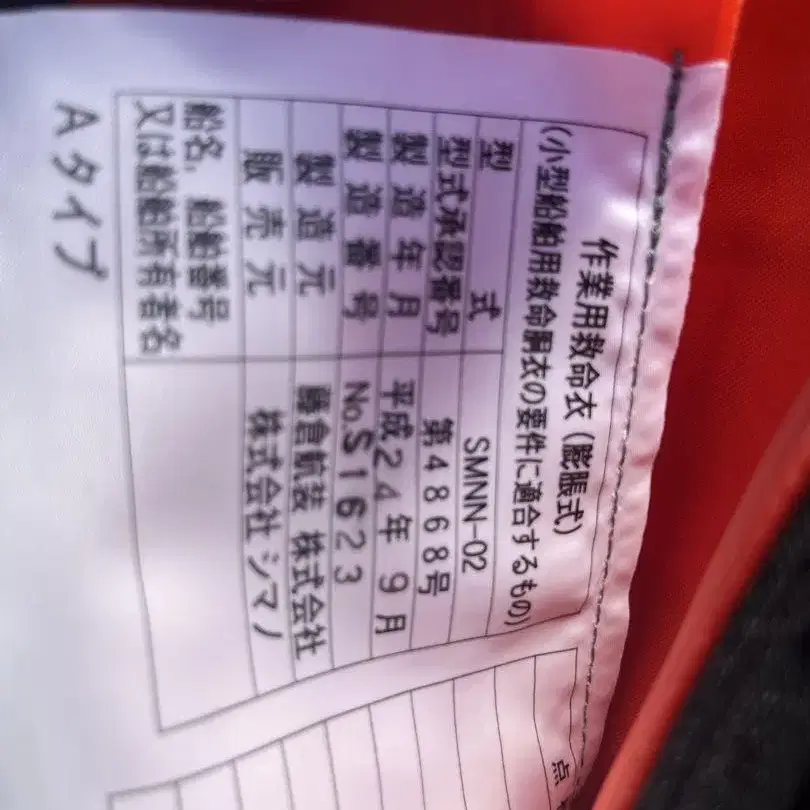 作業用救命衣（膨脹式）
（小型船舶用救命胴衣の要件に適合するもの）
型式 SMNN-02
型式承認番号 第4868号
製造年月 平成24年9月
製造番号 No.S1623
製造元 藤倉航装 株式会社
販売元 株式会社シマノ
船名、船舶番号
又は船舶所有者名
Aタイプ
点